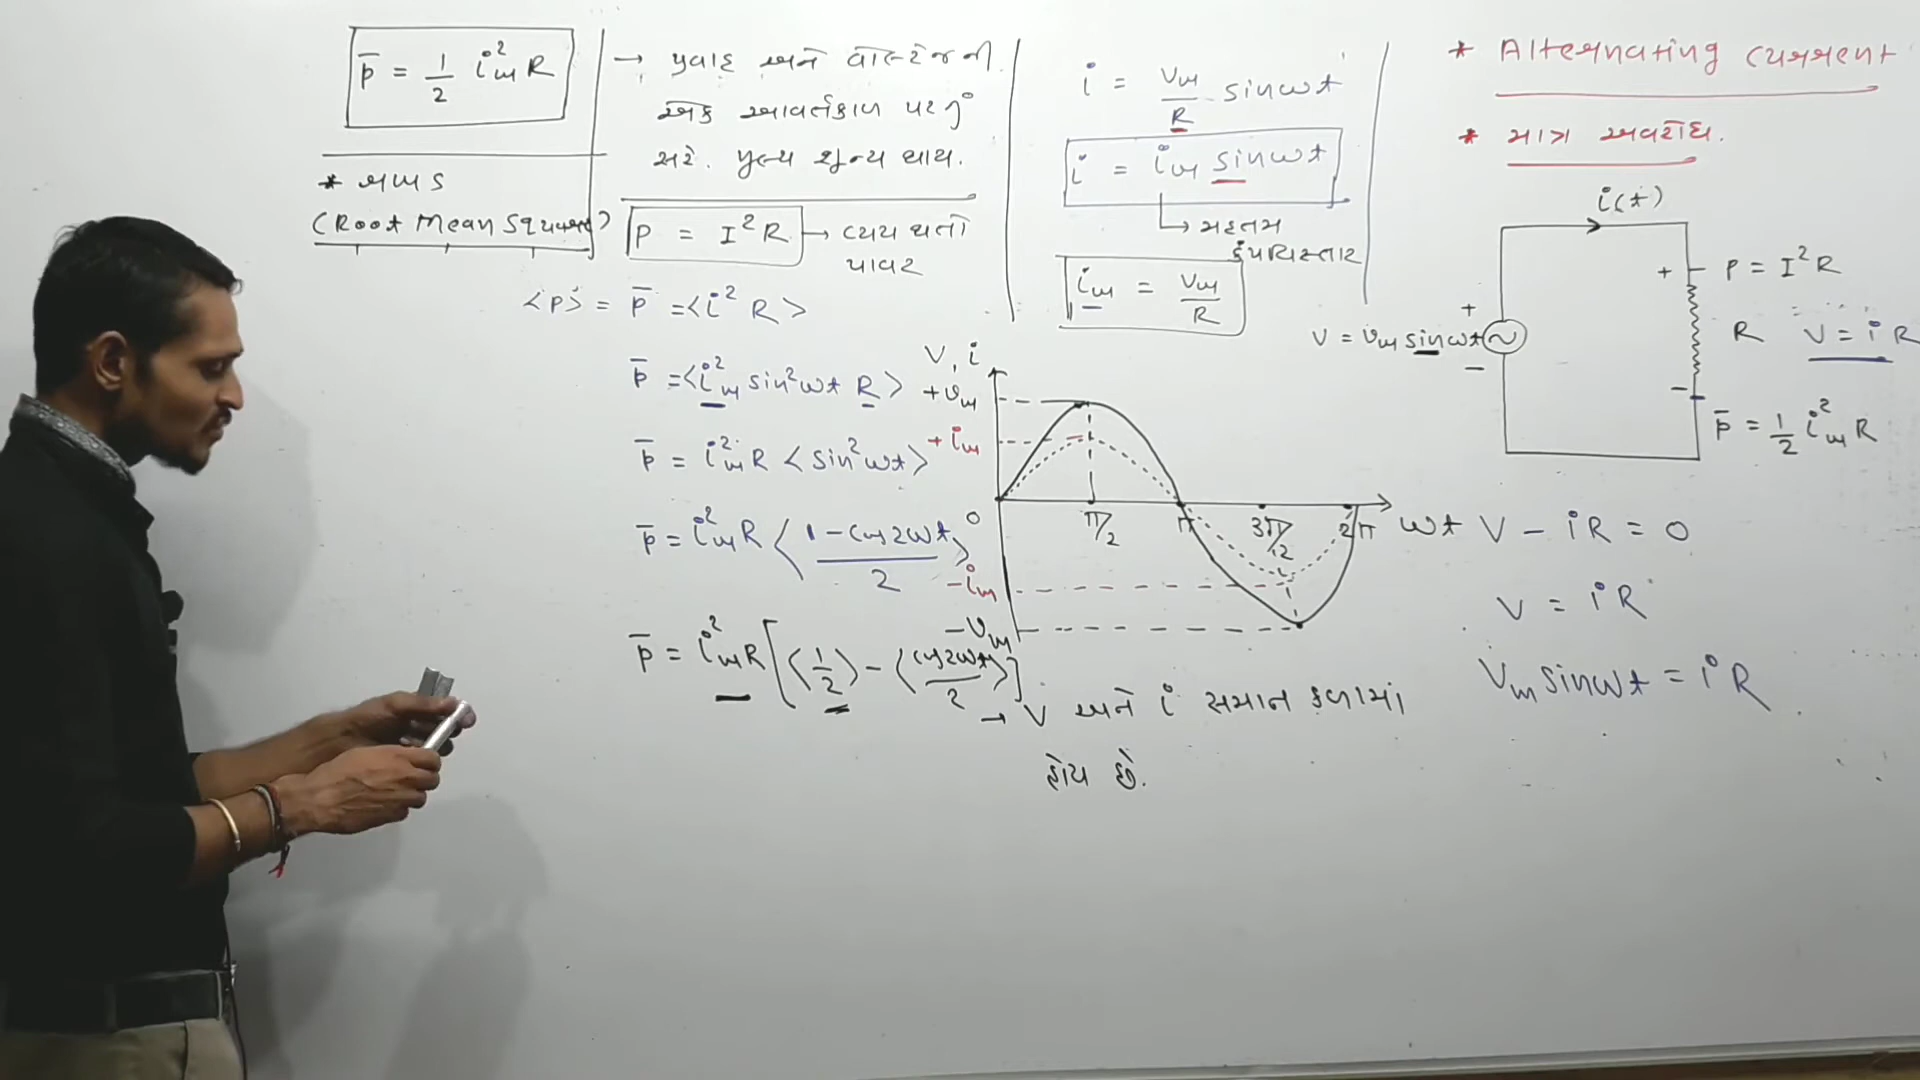 * Alternating current
* માત્ર અવરોધ.
i(t)
+
P = I²R
R
V = iR
-
p̄ = 1/2 i²m R
+
V = vm sinωt
-
V - iR = 0
V = iR
Vm sinωt = iR
i = vm/R sinωt
i = im sinωt
→ મહત્તમ
કંપવિસ્તાર
im = vm/R
→ પ્રવાહ અને વોલ્ટેજની
એક આવર્તકાળ પરનું
સરે. મૂલ્ય શૂન્ય થાય.
P = I²R → વ્યય થતો
પાવર
<P> = p̄ = <i²R>
p̄ = <i²m sin²ωt R>
p̄ = i²m R <sin²ωt>
p̄ = i²m R <(1 - cos2ωt)/2>
p̄ = i²m R [<1/2> - <cos2ωt/2>]
V, i
+vm
+im
0
π/2
π
3π/2
2π
ωt
-im
-vm
→ V અને i સમાન કળામાં
હોય છે.
p̄ = 1/2 i²m R
(Root Mean Square)